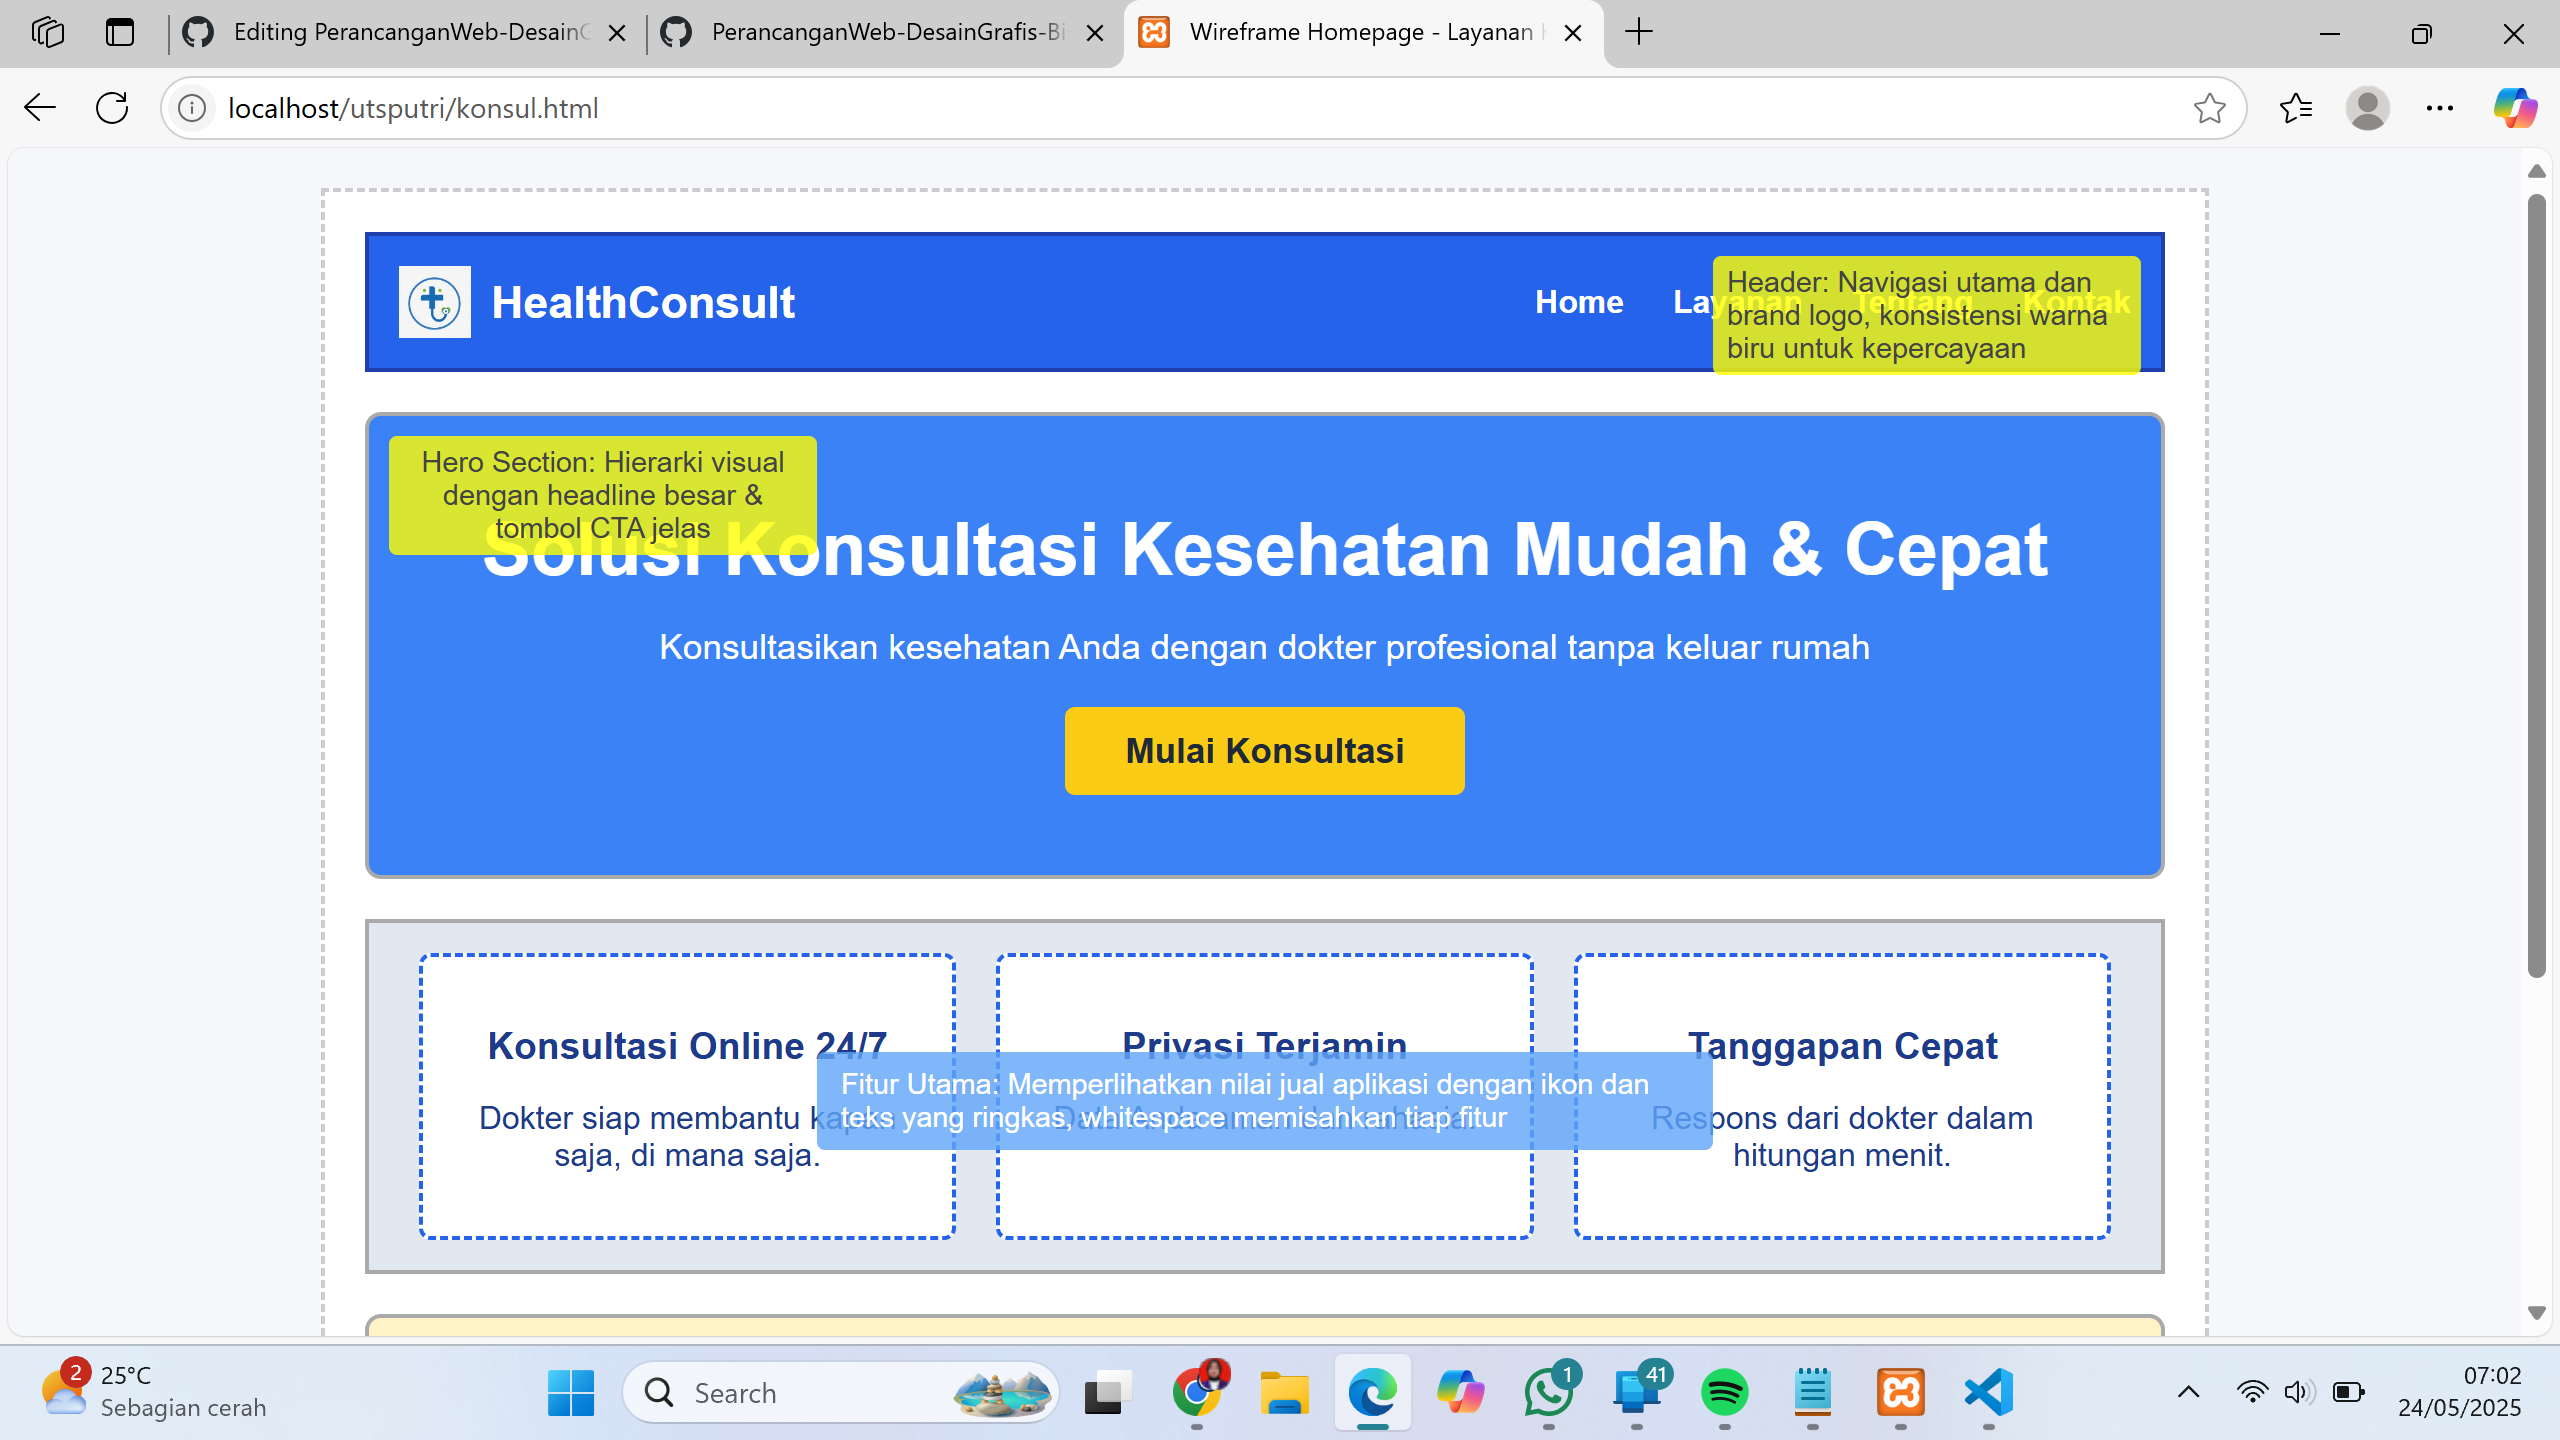 Editing PerancanganWeb-DesainG
PerancanganWeb-DesainGrafis-Bi
Wireframe Homepage - Layanan
localhost/utsputri/konsul.html
HealthConsult
Home
Layanan
Tentang
Kontak
Header: Navigasi utama dan
brand logo, konsistensi warna
biru untuk kepercayaan
Hero Section: Hierarki visual
dengan headline besar &
tombol CTA jelas
Solusi Konsultasi Kesehatan Mudah & Cepat
Konsultasikan kesehatan Anda dengan dokter profesional tanpa keluar rumah
Mulai Konsultasi
Konsultasi Online 24/7
Dokter siap membantu kapan
saja, di mana saja.
Privasi Terjamin
Tanggapan Cepat
Respons dari dokter dalam
hitungan menit.
Fitur Utama: Memperlihatkan nilai jual aplikasi dengan ikon dan
teks yang ringkas, whitespace memisahkan tiap fitur
2
25°C
Sebagian cerah
Search
1
41
07:02
24/05/2025